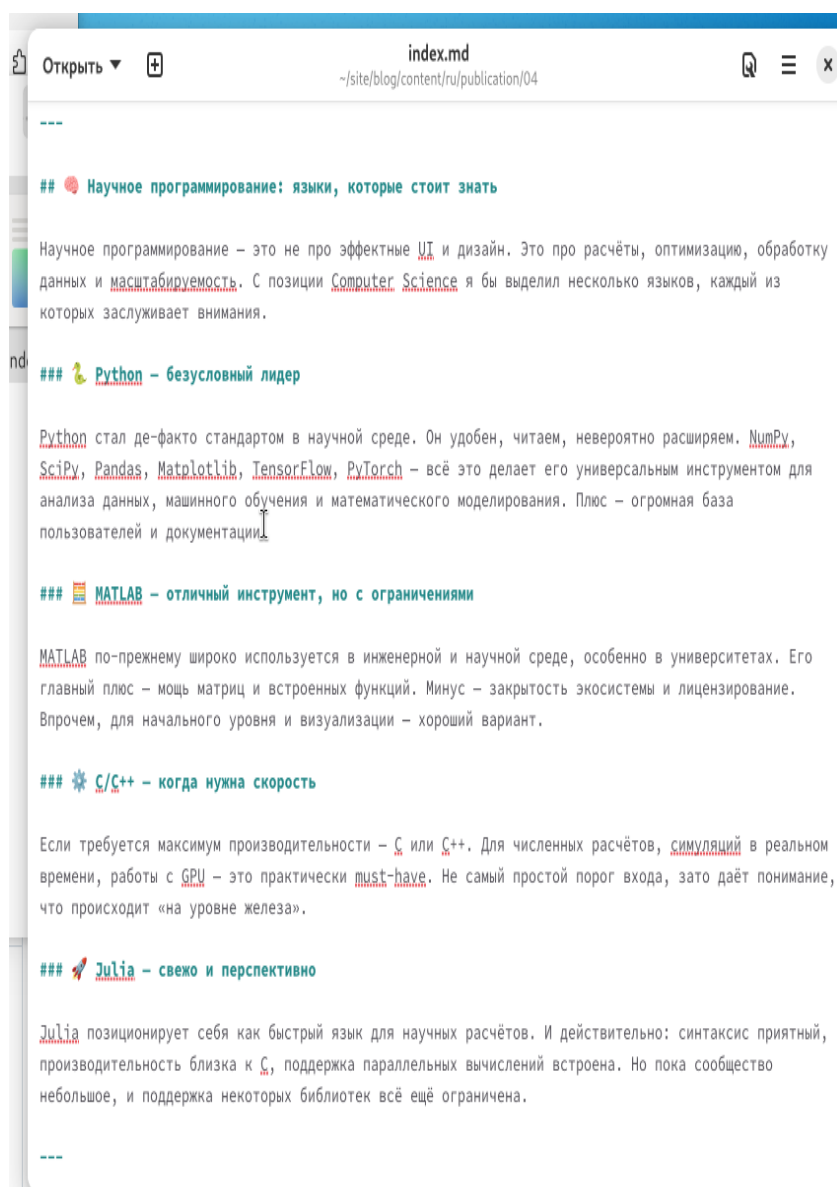 Открыть
index.md
~/site/blog/content/ru/publication/04
---
## 🧠 Научное программирование: языки, которые стоит знать
Научное программирование – это не про эффектные UI и дизайн. Это про расчёты, оптимизацию, обработку
данных и масштабируемость. С позиции Computer Science я бы выделил несколько языков, каждый из
которых заслуживает внимания.
nd
### 🐍 Python – безусловный лидер
Python стал де-факто стандартом в научной среде. Он удобен, читаем, невероятно расширяем. NumPy,
SciPy, Pandas, Matplotlib, TensorFlow, PyTorch – всё это делает его универсальным инструментом для
анализа данных, машинного обучения и математического моделирования. Плюс – огромная база
пользователей и документации.
### 🧮 MATLAB – отличный инструмент, но с ограничениями
MATLAB по-прежнему широко используется в инженерной и научной среде, особенно в университетах. Его
главный плюс – мощь матриц и встроенных функций. Минус – закрытость экосистемы и лицензирование.
Впрочем, для начального уровня и визуализации – хороший вариант.
### ⚙️ C/C++ – когда нужна скорость
Если требуется максимум производительности – C или C++. Для численных расчётов, симуляций в реальном
времени, работы с GPU – это практически must-have. Не самый простой порог входа, зато даёт понимание,
что происходит «на уровне железа».
### 🚀 Julia – свежо и перспективно
Julia позиционирует себя как быстрый язык для научных расчётов. И действительно: синтаксис приятный,
производительность близка к C, поддержка параллельных вычислений встроена. Но пока сообщество
небольшое, и поддержка некоторых библиотек всё ещё ограничена.
---